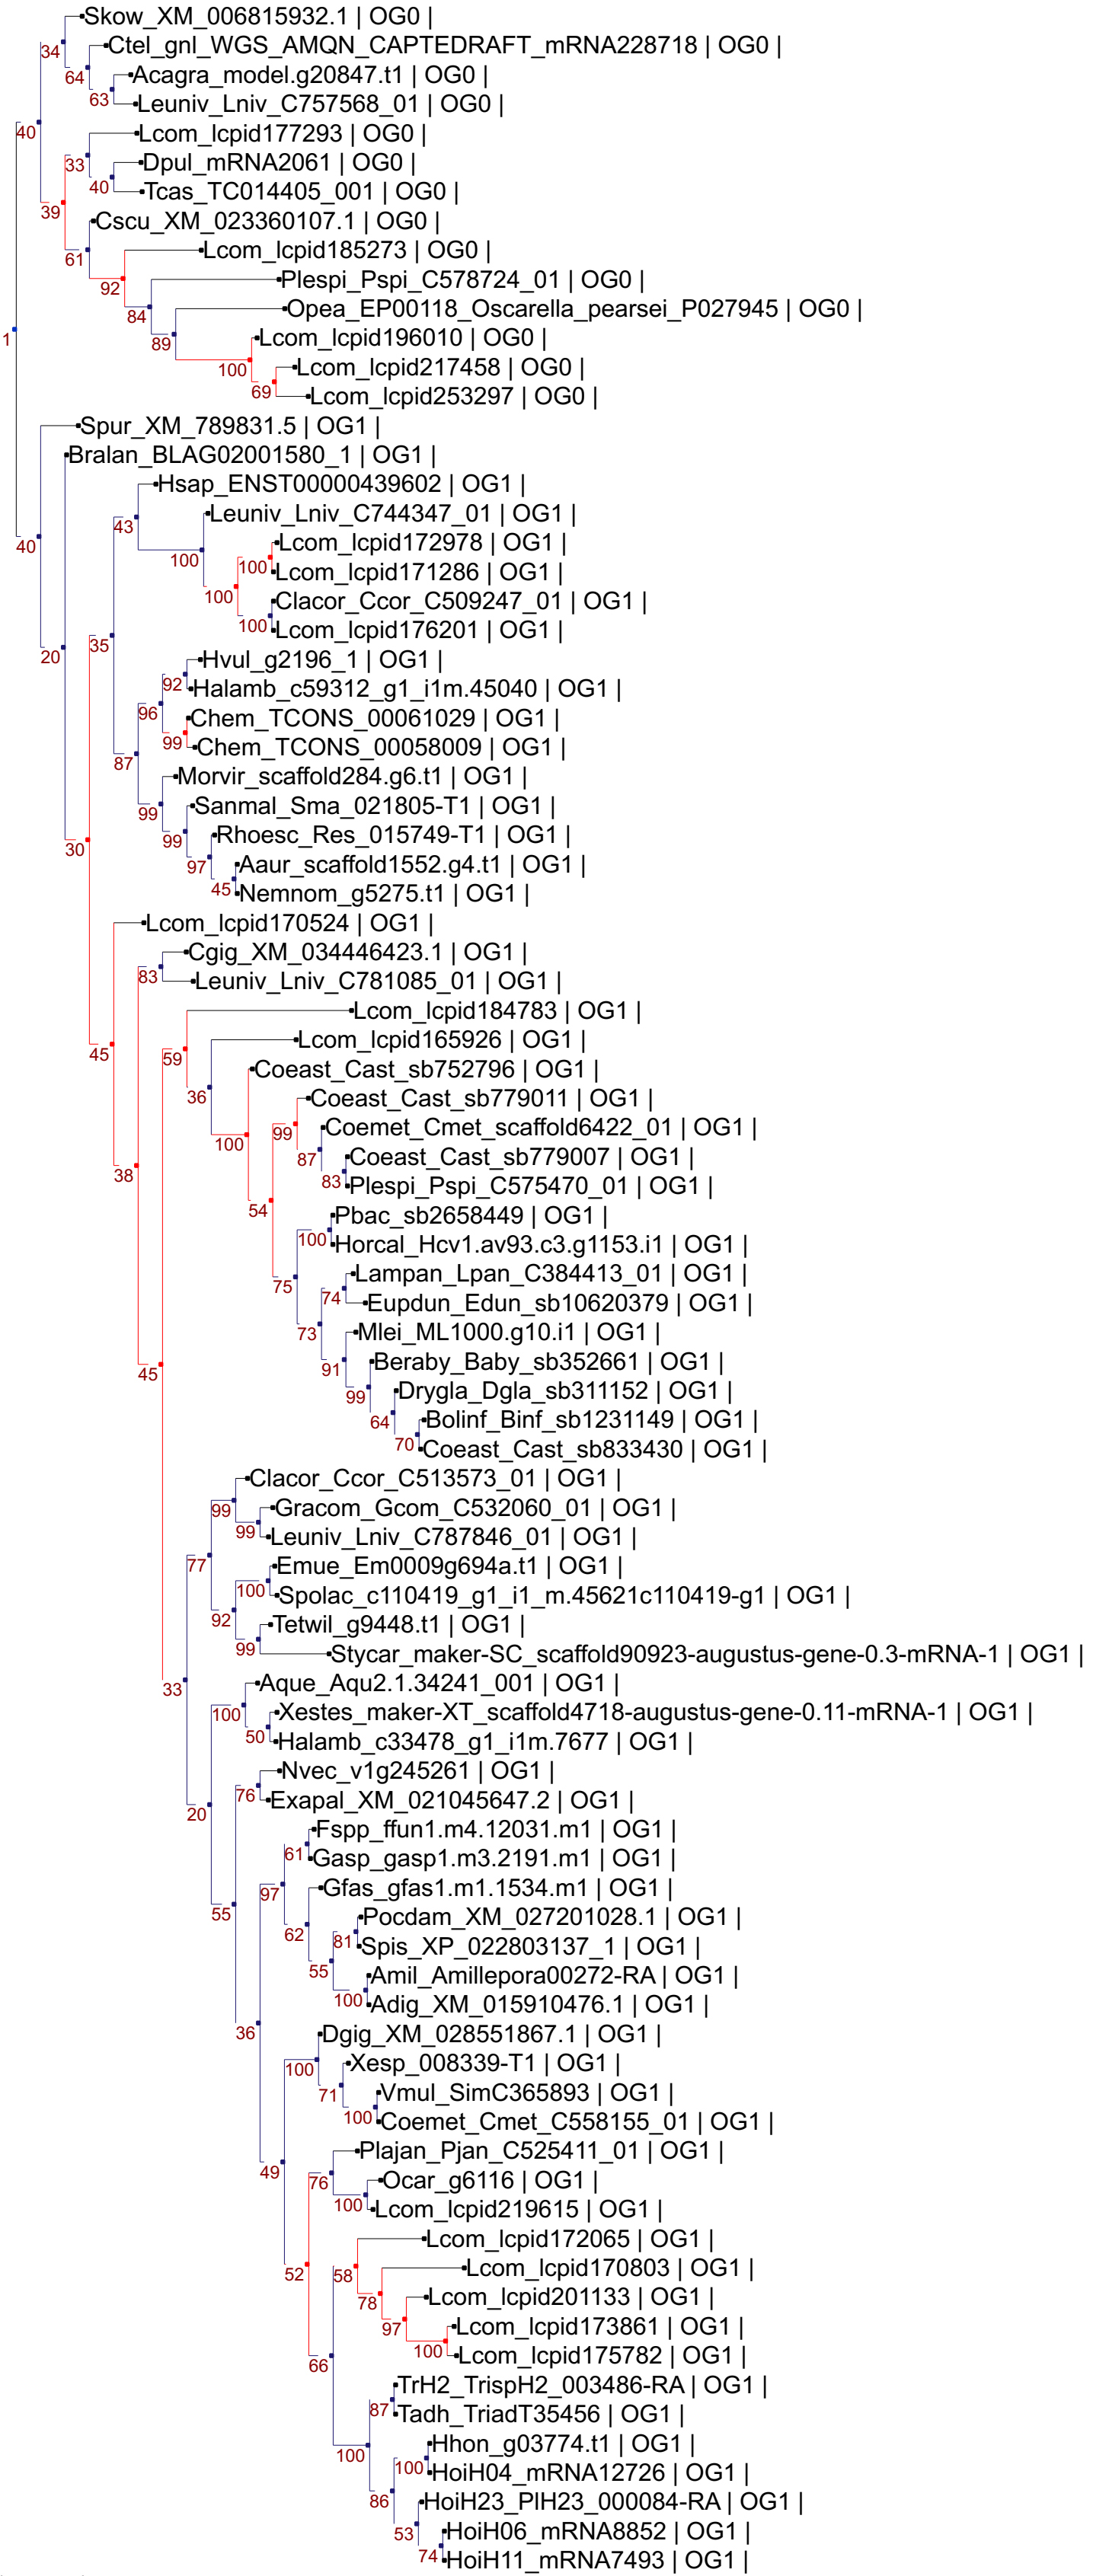 Skow_XM_006815932.1 | OG0 |
34
Ctel_gnl_WGS_AMQN_CAPTEDRAFT_mRNA228718 | OG0 |
64
Acagra_model.g20847.t1 | OG0 |
63
Leuniv_Lniv_C757568_01 | OG0 |
40
Lcom_lcpid177293 | OG0 |
33
Dpul_mRNA2061 | OG0 |
40
Tcas_TC014405_001 | OG0 |
39
Cscu_XM_023360107.1 | OG0 |
61
Lcom_lcpid185273 | OG0 |
92
Plespi_Pspi_C578724_01 | OG0 |
84
Opea_EP00118_Oscarella_pearsei_P027945 | OG0 |
1
Lcom_lcpid196010 | OG0 |
89
Lcom_lcpid217458 | OG0 |
100
69
Lcom_lcpid253297 | OG0 |
Spur_XM_789831.5 | OG1 |
Bralan_BLAG02001580_1 | OG1 |
Hsap_ENST00000439602 | OG1 |
Leuniv_Lniv_C744347_01 | OG1 |
43
40
Lcom_lcpid172978 | OG1 |
100
100
Lcom_lcpid171286 | OG1 |
100
Clacor_Ccor_C509247_01 | OG1 |
100
Lcom_lcpid176201 | OG1 |
35
20
Hvul_g2196_1 | OG1 |
92
Halamb_c59312_g1_i1m.45040 | OG1 |
96
Chem_TCONS_00061029 | OG1 |
99
Chem_TCONS_00058009 | OG1 |
87
Morvir_scaffold284.g6.t1 | OG1 |
Sanmal_Sma_021805-T1 | OG1 |
99
Rhoesc_Res_015749-T1 | OG1 |
99
30
Aaur_scaffold1552.g4.t1 | OG1 |
97
45
Nemnom_g5275.t1 | OG1 |
Lcom_lcpid170524 | OG1 |
Cgig_XM_034446423.1 | OG1 |
83
Leuniv_Lniv_C781085_01 | OG1 |
Lcom_lcpid184783 | OG1 |
Lcom_lcpid165926 | OG1 |
45
59
Coeast_Cast_sb752796 | OG1 |
36
Coeast_Cast_sb779011 | OG1 |
Coemet_Cmet_scaffold6422_01 | OG1 |
99
100
Coeast_Cast_sb779007 | OG1 |
87
38
83
Plespi_Pspi_C575470_01 | OG1 |
54
Pbac_sb2658449 | OG1 |
100
Horcal_Hcv1.av93.c3.g1153.i1 | OG1 |
Lampan_Lpan_C384413_01 | OG1 |
75
74
Eupdun_Edun_sb10620379 | OG1 |
Mlei_ML1000.g10.i1 | OG1 |
73
Beraby_Baby_sb352661 | OG1 |
91
45
Drygla_Dgla_sb311152 | OG1 |
99
Bolinf_Binf_sb1231149 | OG1 |
64
70
Coeast_Cast_sb833430 | OG1 |
Clacor_Ccor_C513573_01 | OG1 |
Gracom_Gcom_C532060_01 | OG1 |
99
99
Leuniv_Lniv_C787846_01 | OG1 |
77
Emue_Em0009g694a.t1 | OG1 |
100
Spolac_c110419_g1_i1_m.45621c110419-g1 | OG1 |
92
Tetwil_g9448.t1 | OG1 |
99
Stycar_maker-SC_scaffold90923-augustus-gene-0.3-mRNA-1 | OG1 |
33
Aque_Aqu2.1.34241_001 | OG1 |
100
Xestes_maker-XT_scaffold4718-augustus-gene-0.11-mRNA-1 | OG1 |
50
Halamb_c33478_g1_i1m.7677 | OG1 |
Nvec_v1g245261 | OG1 |
76
Exapal_XM_021045647.2 | OG1 |
20
Fspp_ffun1.m4.12031.m1 | OG1 |
61
Gasp_gasp1.m3.2191.m1 | OG1 |
Gfas_gfas1.m1.1534.m1 | OG1 |
97
55
Pocdam_XM_027201028.1 | OG1 |
62
81
Spis_XP_022803137_1 | OG1 |
55
Amil_Amillepora00272-RA | OG1 |
100
Adig_XM_015910476.1 | OG1 |
36
Dgig_XM_028551867.1 | OG1 |
100
Xesp_008339-T1 | OG1 |
71
Vmul_SimC365893 | OG1 |
100
Coemet_Cmet_C558155_01 | OG1 |
Plajan_Pjan_C525411_01 | OG1 |
49
76
Ocar_g6116 | OG1 |
100
Lcom_lcpid219615 | OG1 |
Lcom_lcpid172065 | OG1 |
52
58
Lcom_lcpid170803 | OG1 |
78
Lcom_lcpid201133 | OG1 |
97
Lcom_lcpid173861 | OG1 |
100
Lcom_lcpid175782 | OG1 |
66
TrH2_TrispH2_003486-RA | OG1 |
87
Tadh_TriadT35456 | OG1 |
Hhon_g03774.t1 | OG1 |
100
100
HoiH04_mRNA12726 | OG1 |
86
HoiH23_PlH23_000084-RA | OG1 |
53
HoiH06_mRNA8852 | OG1 |
74
HoiH11_mRNA7493 | OG1 |